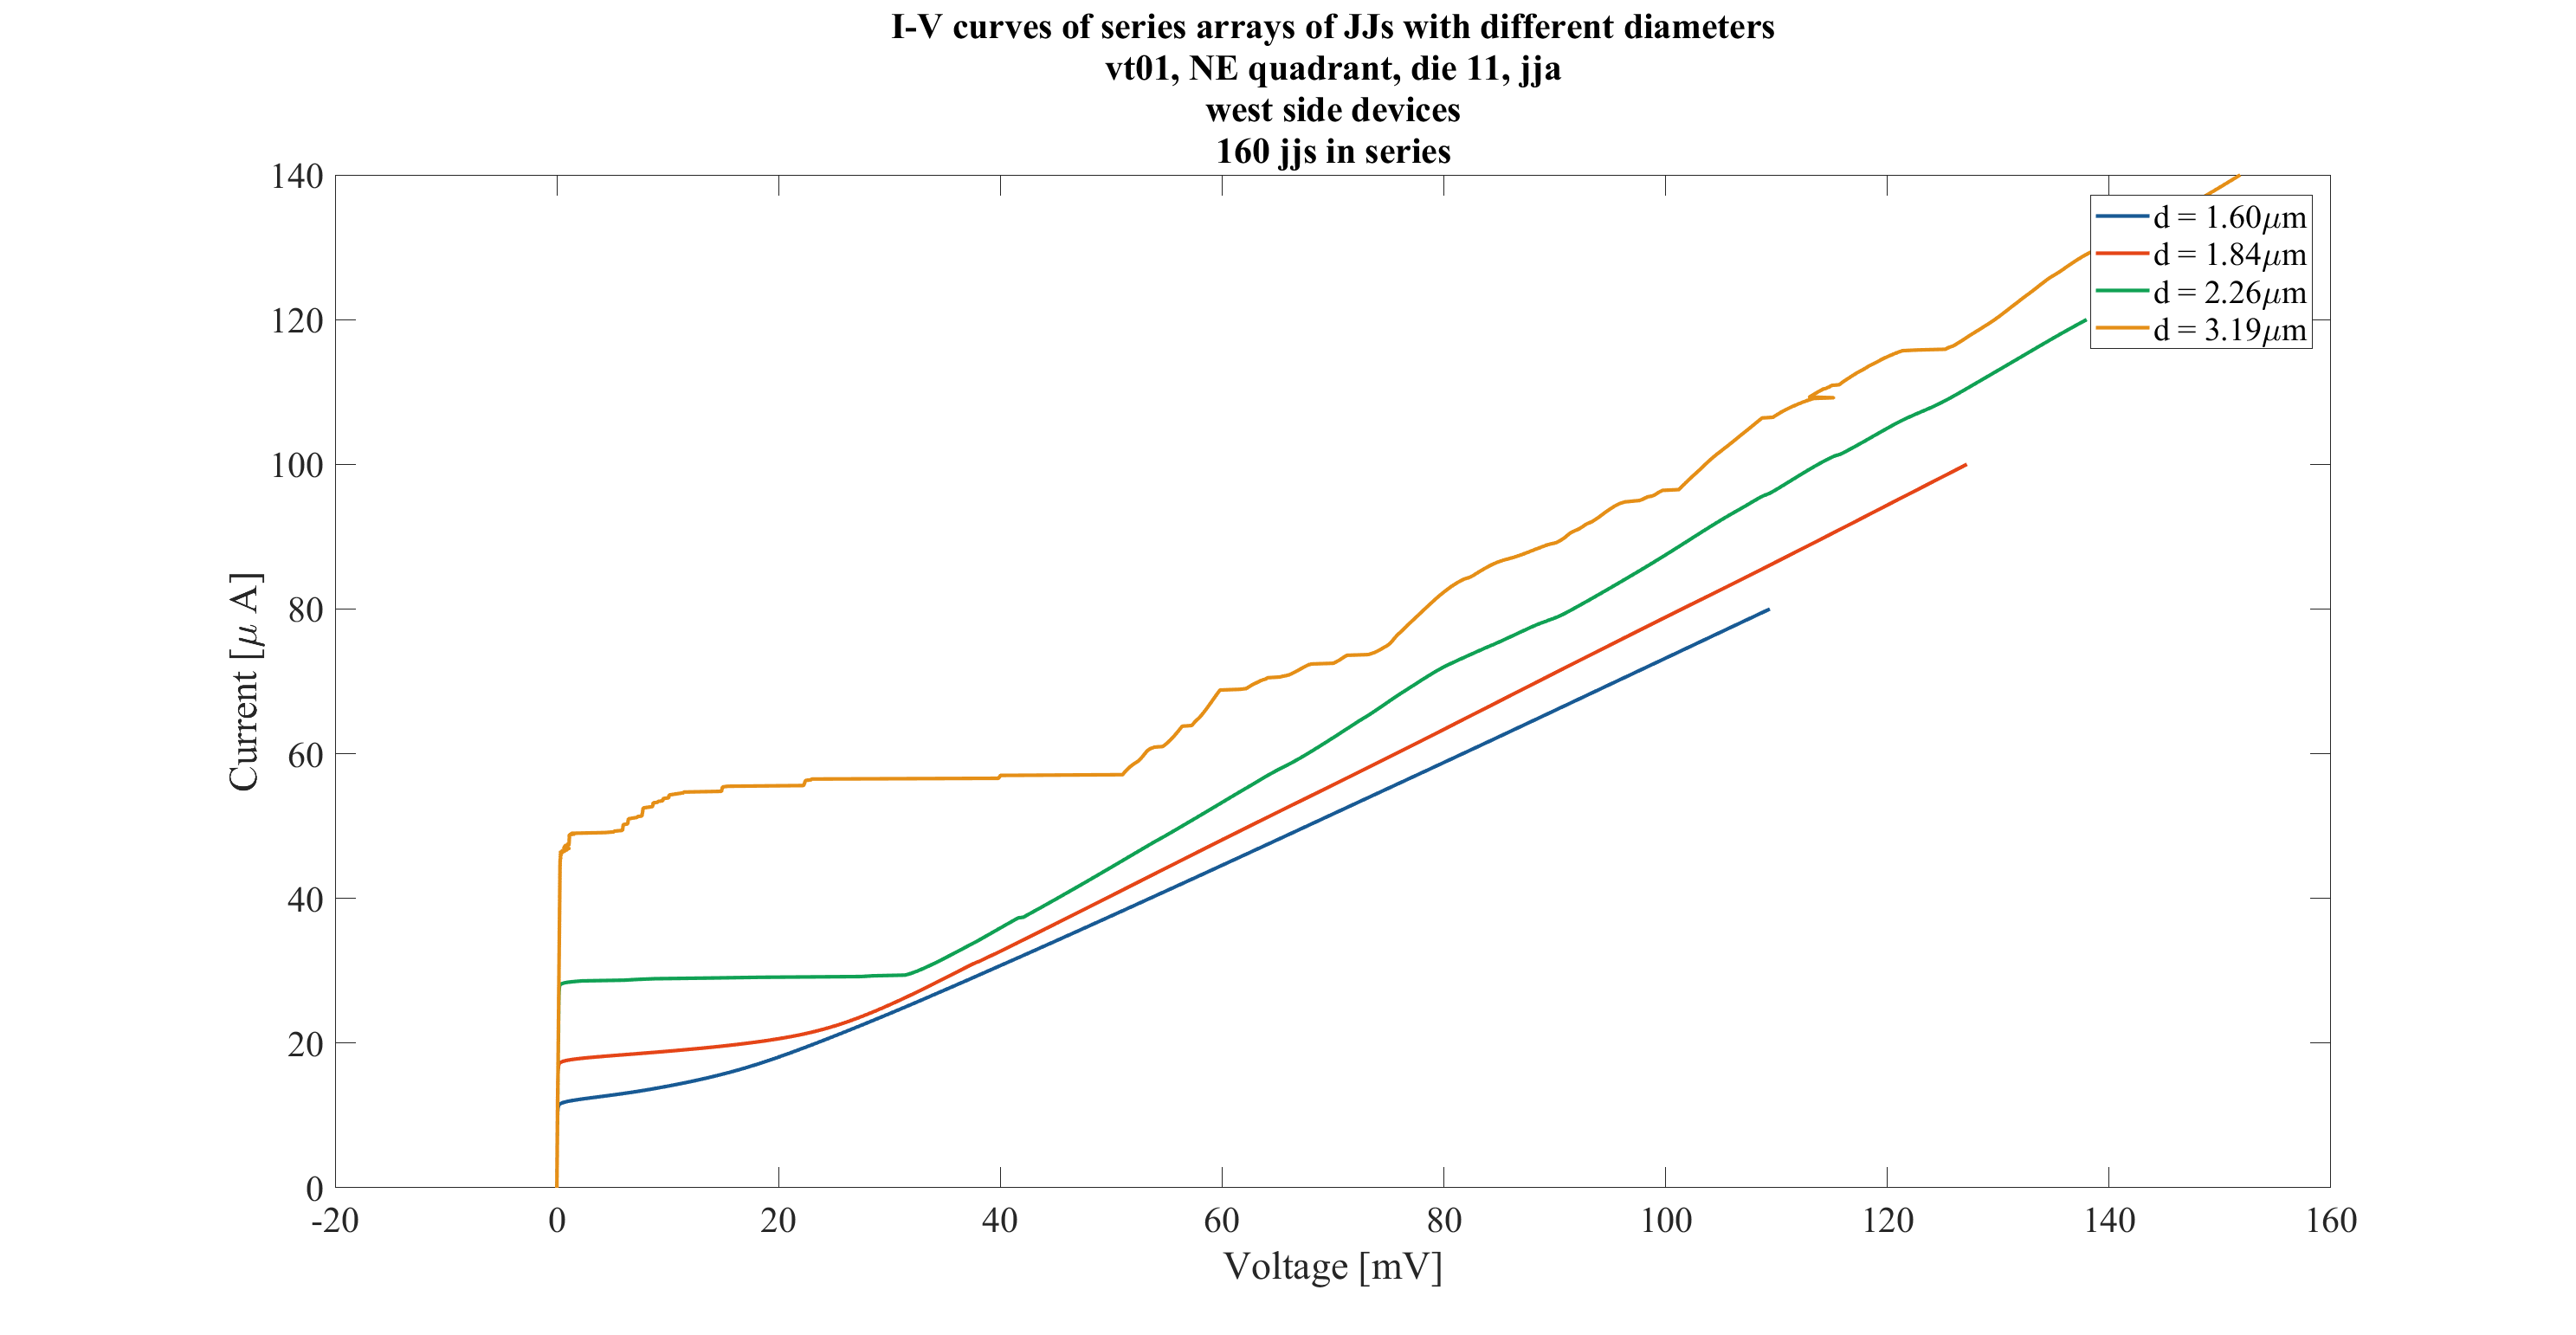 I-V curves of series arrays of JJs with different diameters
vt01, NE quadrant, die 11, jja
west side devices
160 jjs in series
140
120
100
80
60
40
20
0
Current [μ A]
d = 1.60μm
d = 1.84μm
d = 2.26μm
d = 3.19μm
-20 0 20 40 60 80 100 120 140 160
Voltage [mV]